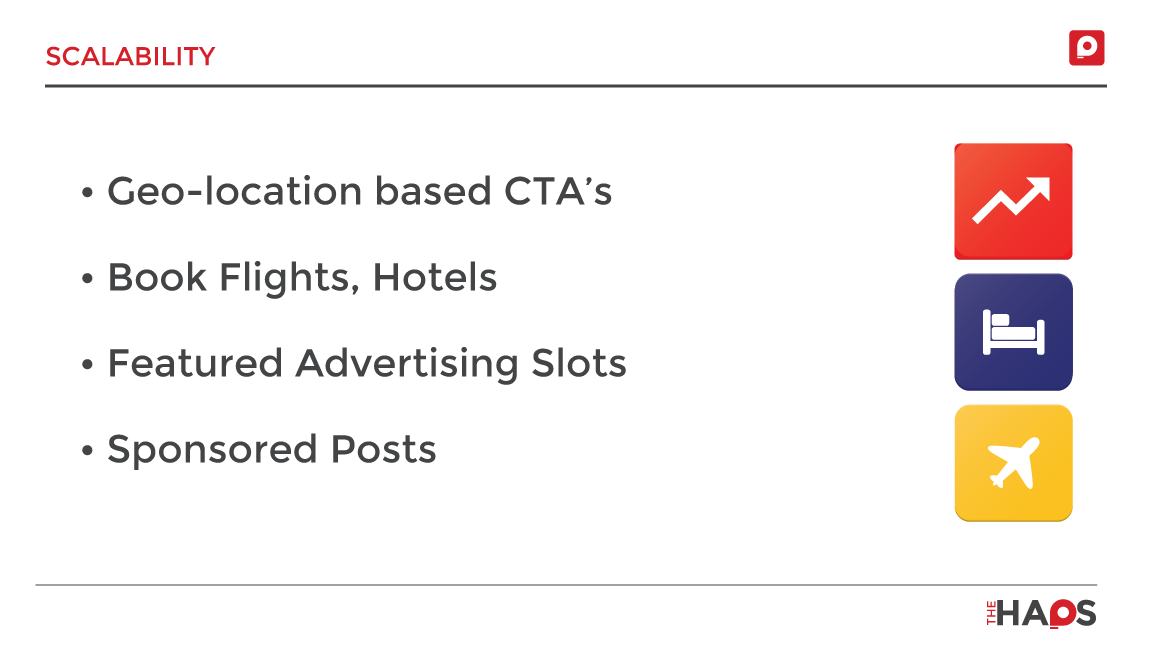 SCALABILITY
• Geo-location based CTA’s
• Book Flights, Hotels
• Featured Advertising Slots
• Sponsored Posts
THE HAPS